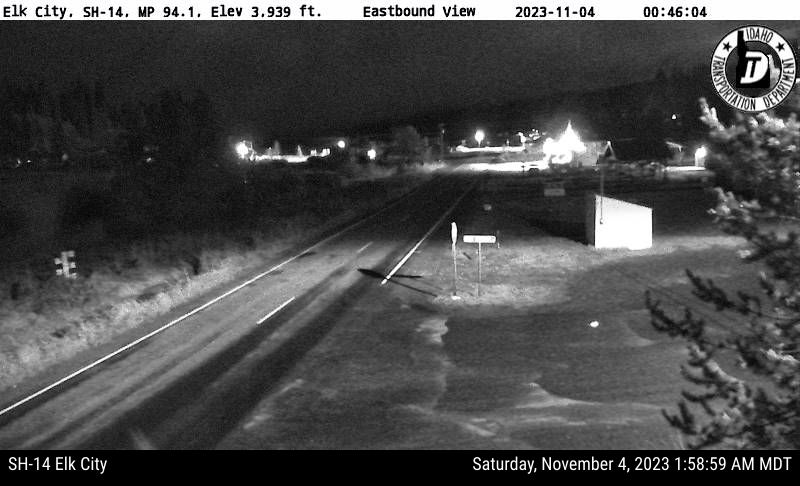 Elk City, SH-14, MP 94.1, Elev 3,939 ft. Eastbound View 2023-11-04 00:46:04
IDAHO
TRANSPORTATION DEPARTMENT
SH-14 Elk City Saturday, November 4, 2023 1:58:59 AM MDT